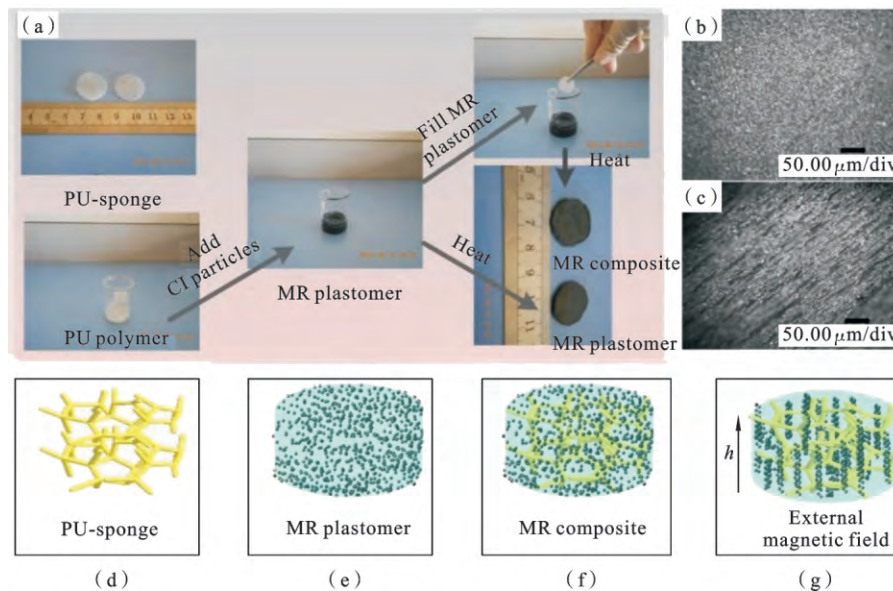 (a)
PU-sponge
PU polymer
Add
CI particles
MR plastomer
Fill MR
plastomer
Heat
Heat
MR composite
MR plastomer
(b)
50.00 μm/div
(c)
50.00 μm/div
PU-sponge
(d)
MR plastomer
(e)
MR composite
(f)
h
External
magnetic field
(g)